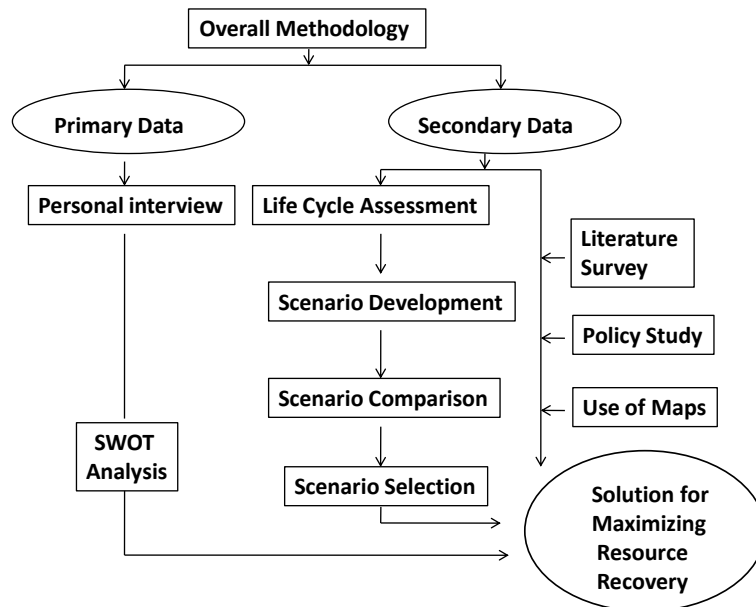 Overall Methodology
Primary Data
Secondary Data
Personal interview
Life Cycle Assessment
Literature
Survey
Scenario Development
Policy Study
Scenario Comparison
Use of Maps
SWOT
Analysis
Scenario Selection
Solution for
Maximizing
Resource
Recovery